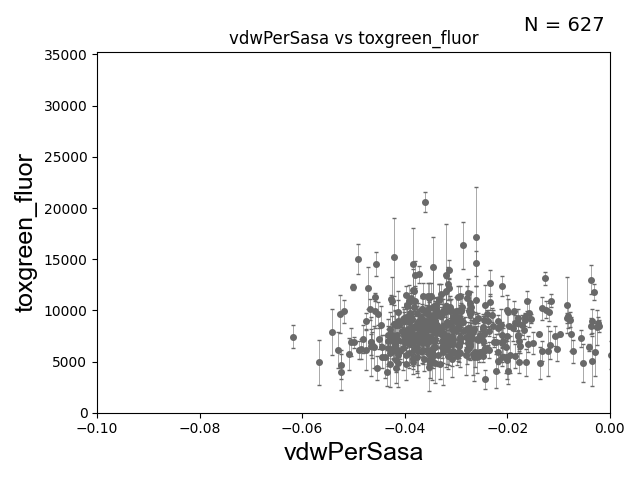 N = 627
vdwPerSasa vs toxgreen_fluor
35000
30000
25000
20000
15000
10000
5000
0
toxgreen_fluor
−0.10 −0.08 −0.06 −0.04 −0.02 0.00
vdwPerSasa